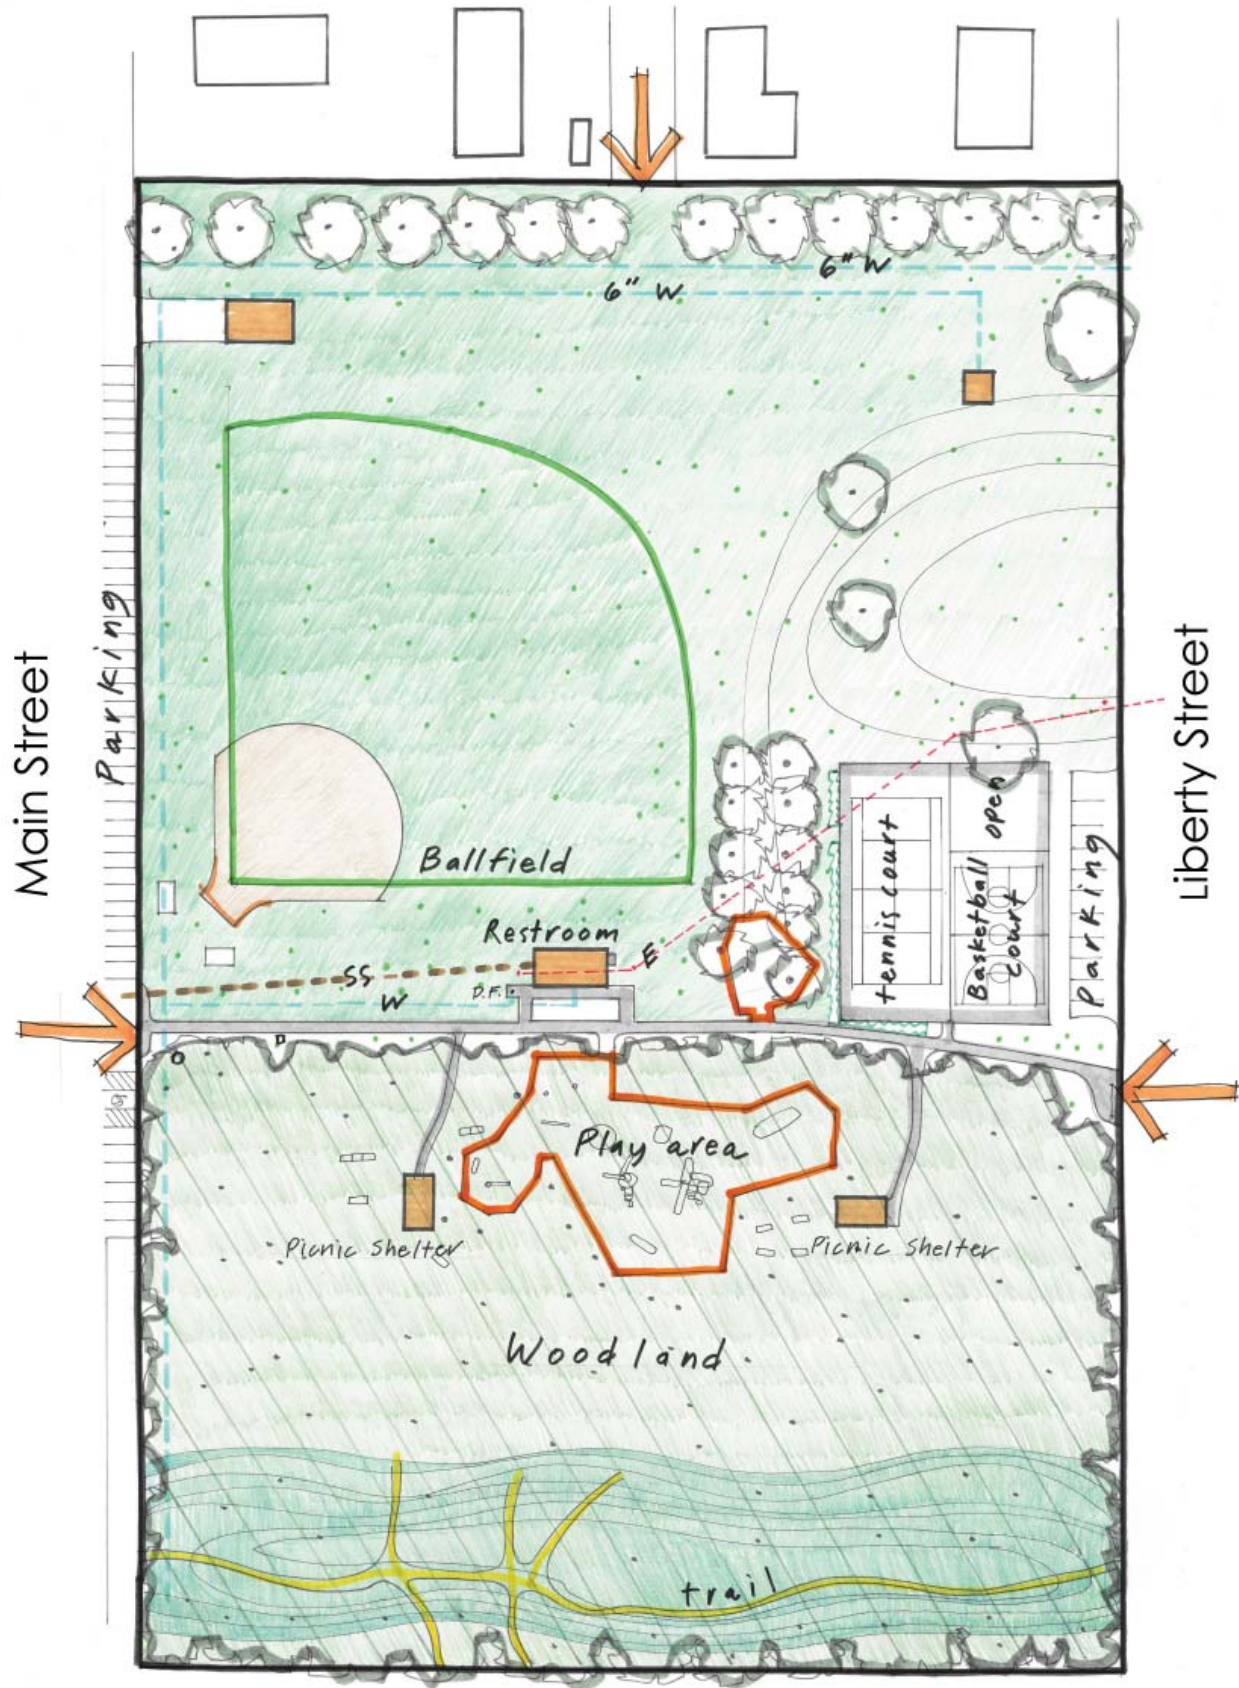 6" W
6" W
Parking
Main Street
Liberty Street
open
tennis court
Basketball
court
Parking
Ballfield
Restroom
E
SS
D.F.
W
Play area
Picnic Shelter
Picnic Shelter
Woodland
trail